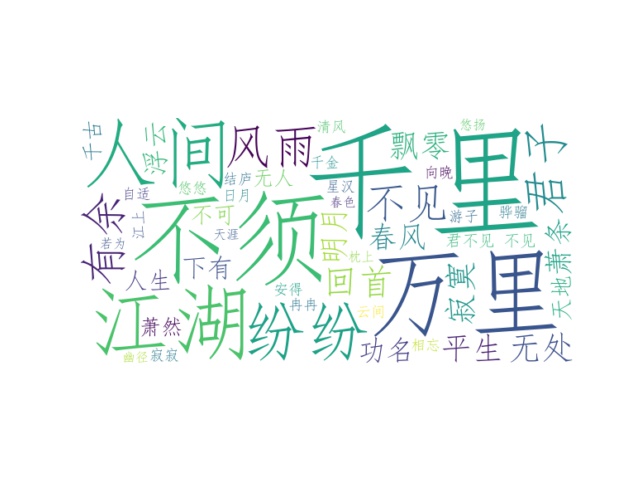 人间
风雨
千里
君子
不须
万里
江湖
纷纷
有余
千古
浮云
清风
千金
飘零
悠扬
向晚
自适
悠悠
结庐
日月
无人
星汉
春色
不见
游子
骅骝
江上
不可
明月
春风
君不见 不见
若为
天涯
枕上
人生
下有
安得
冉冉
回首
云间
寂寞
天地
萧条
萧然
幽径
寂寂
功名
相忘
平生
无处